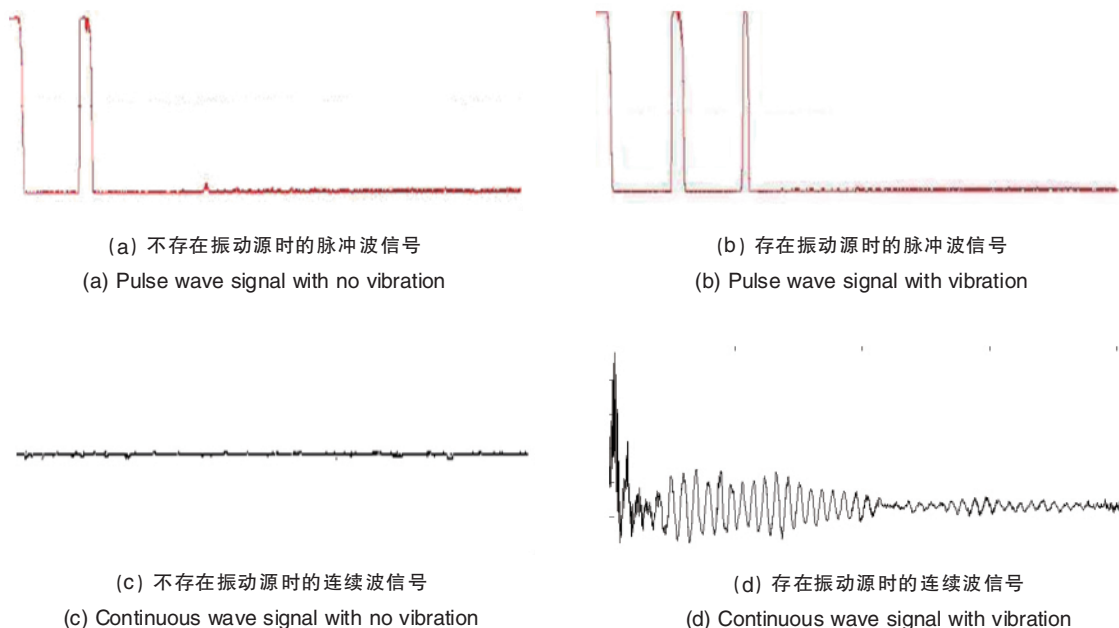 (a) 不存在振动源时的脉冲波信号
(a) Pulse wave signal with no vibration
(b) 存在振动源时的脉冲波信号
(b) Pulse wave signal with vibration
(c) 不存在振动源时的连续波信号
(c) Continuous wave signal with no vibration
(d) 存在振动源时的连续波信号
(d) Continuous wave signal with vibration